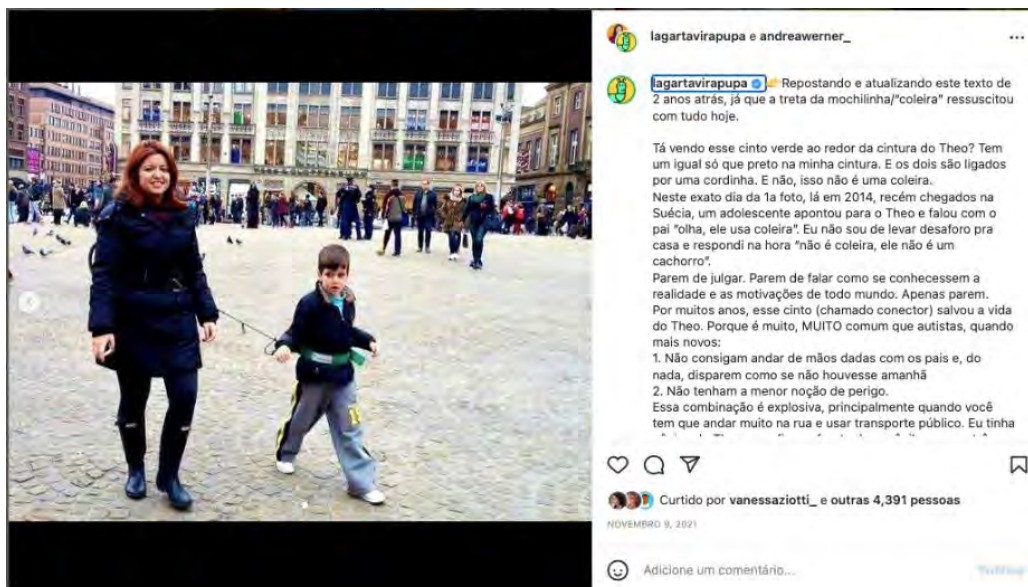 lagartavirapupa e andreawerner_
lagartavirapupa 👉Repostando e atualizando este texto de
2 anos atrás, já que a treta da mochilinha/"coleira" ressuscitou
com tudo hoje.
Tá vendo esse cinto verde ao redor da cintura do Theo? Tem
um igual só que preto na minha cintura. E os dois são ligados
por uma cordinha. E não, isso não é uma coleira.
Neste exato dia da 1a foto, lá em 2014, recém chegados na
Suécia, um adolescente apontou para o Theo e falou com o
pai "olha, ele usa coleira". Eu não sou de levar desaforo pra
casa e respondi na hora "não é coleira, ele não é um
cachorro".
Parem de julgar. Parem de falar como se conhecessem a
realidade e as motivações de todo mundo. Apenas parem.
Por muitos anos, esse cinto (chamado conector) salvou a vida
do Theo. Porque é muito, MUITO comum que autistas, quando
mais novos:
1. Não consigam andar de mãos dadas com os pais e, do
nada, disparem como se não houvesse amanhã
2. Não tenham a menor noção de perigo.
Essa combinação é explosiva, principalmente quando você
tem que andar muito na rua e usar transporte público. Eu tinha
Curtido por vanessaziotti_ e outras 4,391 pessoas
NOVEMBRO 9, 2021
Adicione um comentário...